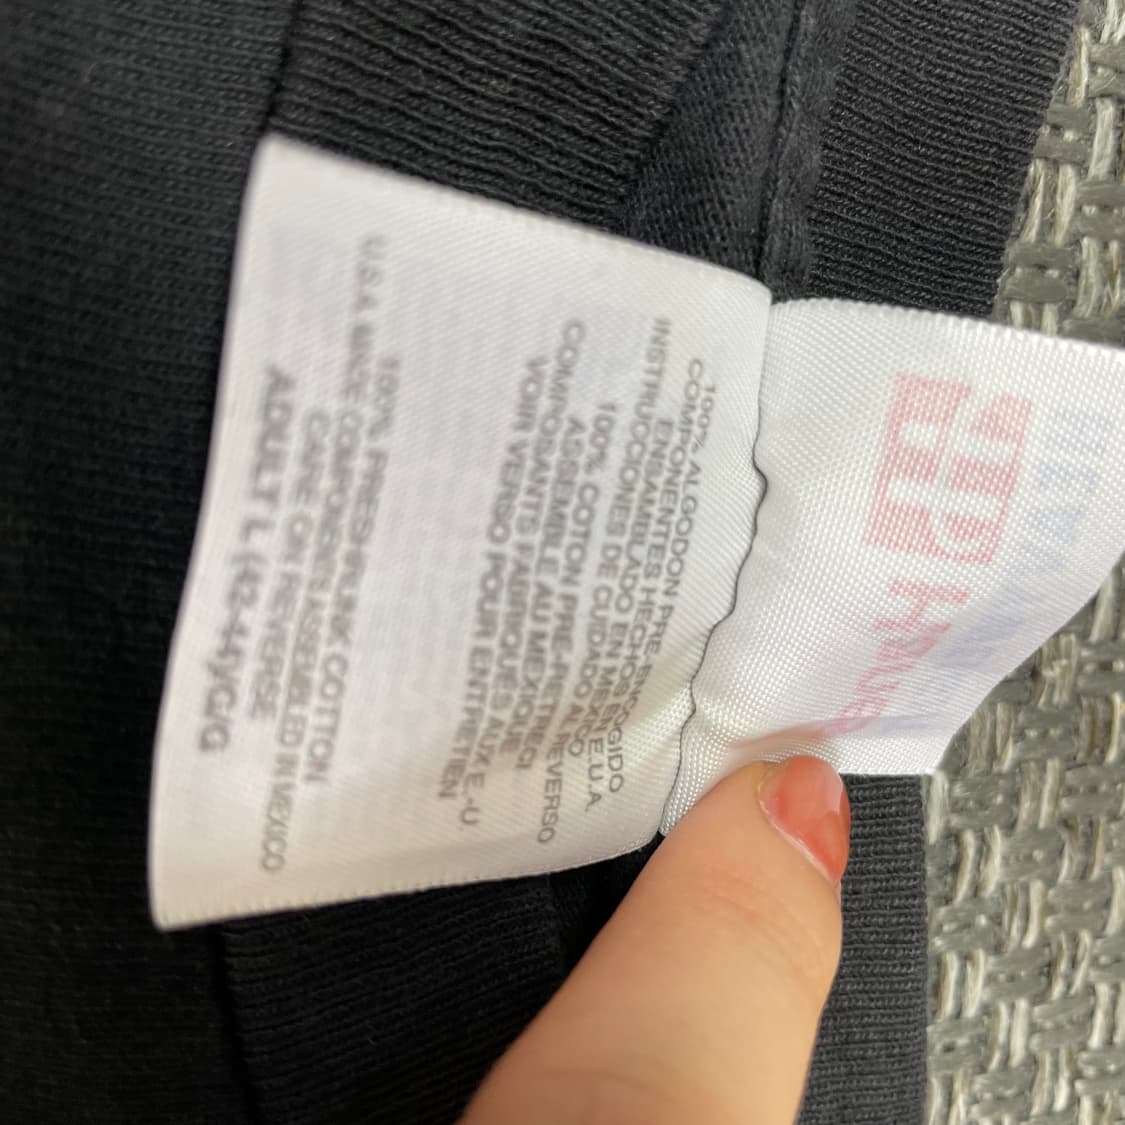 ADULT L (42-44)/G/G
100% PRESHRUNK COTTON
U.S.A. MADE COMPONENTS ASSEMBLED IN MEXICO
CARE ON REVERSE
100% COTON PRE-RETRECI
COMPOSANTS FABRIQUES AUX E.-U.
ASSEMBLE AU MEXIQUE
VOIR VERSO POUR ENTRETIEN
100% ALGODON PRE-ENCOGIDO
COMPONENTES HECHOS EN E.U.A.
ENSAMBLADO EN MEXICO
INSTRUCCIONES DE CUIDADO AL REVERSO